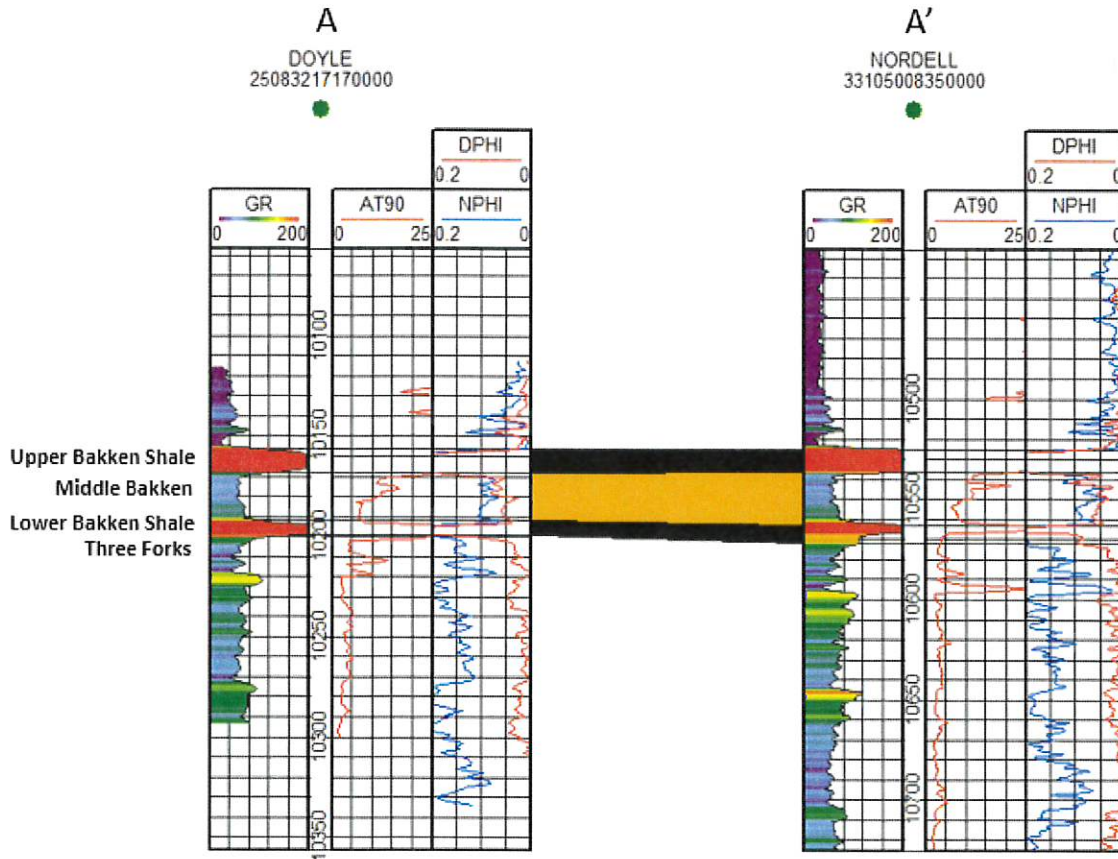 A
A’
DOYLE
25083217170000
NORDELL
33105008350000
DPHI
0.2 0
DPHI
0.2 0
GR
0 200
AT90
0 25
NPHI
0.2 0
GR
0 200
AT90
0 25
NPHI
0.2 0
10100
10150
10200
10250
10300
10350
Upper Bakken Shale
Middle Bakken
Lower Bakken Shale
Three Forks
10500
10550
10600
10650
10700